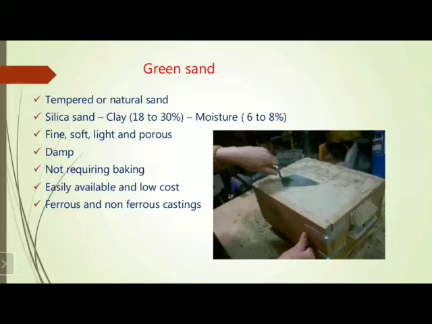 Green sand
Tempered or natural sand
Silica sand – Clay (18 to 30%) – Moisture ( 6 to 8%)
Fine, soft, light and porous
Damp
Not requiring baking
Easily available and low cost
Ferrous and non ferrous castings